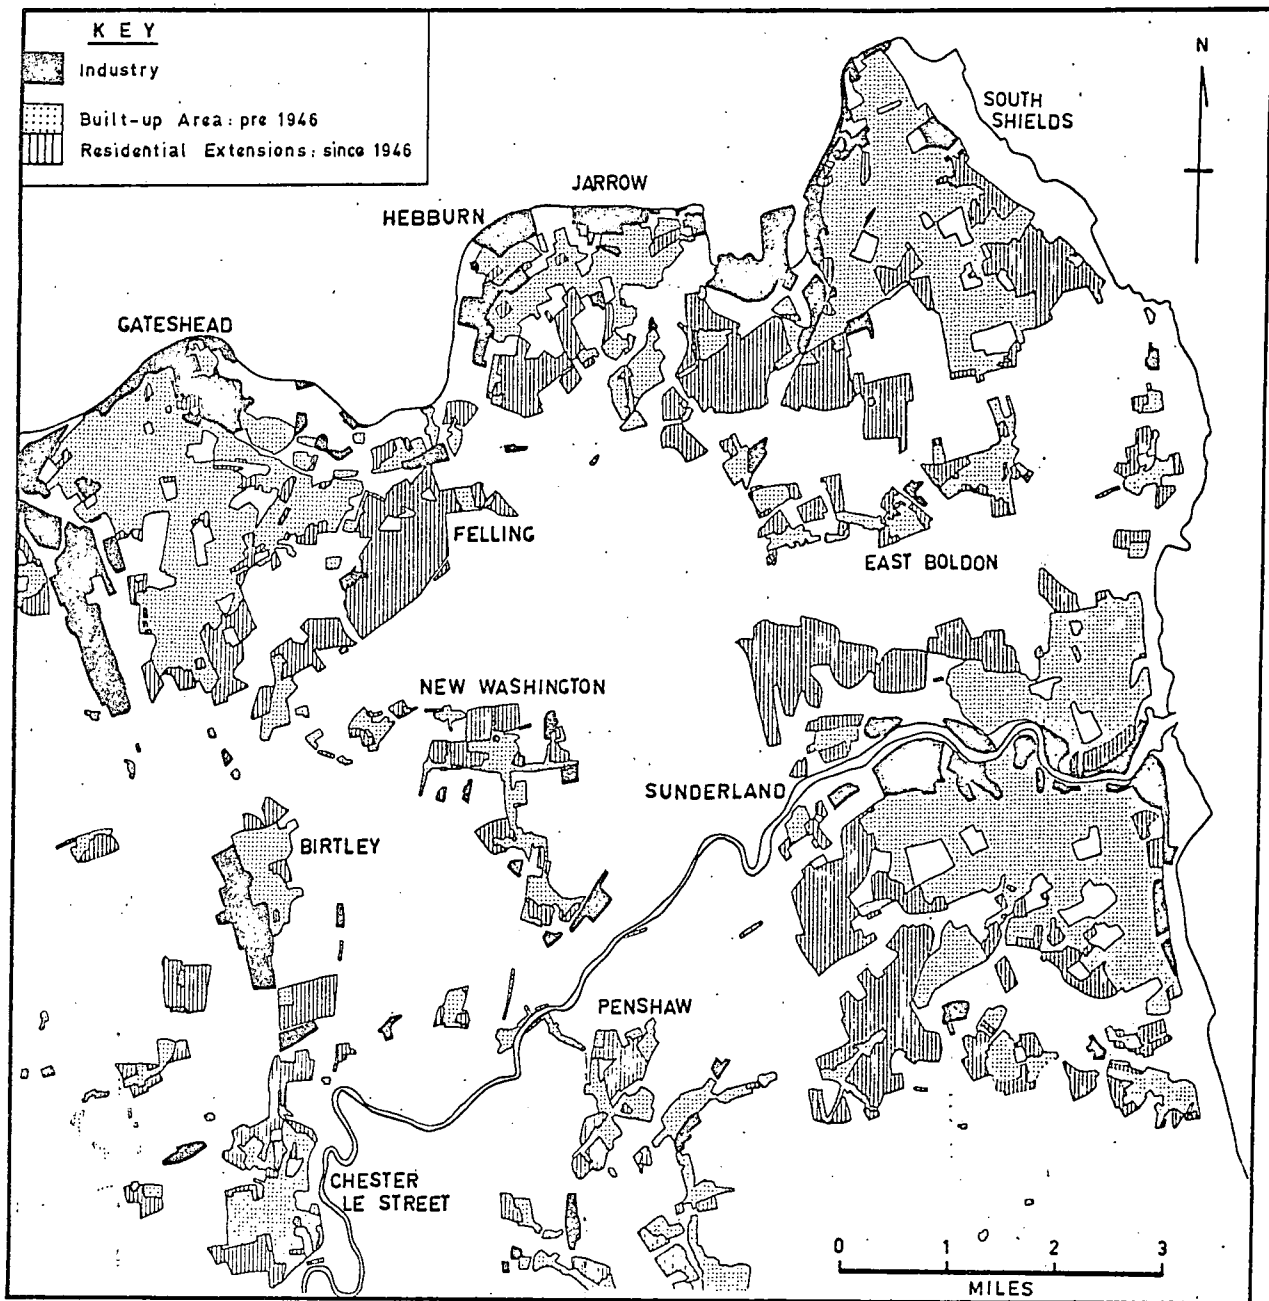 K E Y
Industry
Built-up Area: pre 1946
Residential Extensions: since 1946
N
SOUTH
SHIELDS
JARROW
HEBBURN
GATESHEAD
FELLING
EAST BOLDON
NEW WASHINGTON
SUNDERLAND
BIRTLEY
PENSHAW
CHESTER
LE STREET
0 1 2 3
MILES